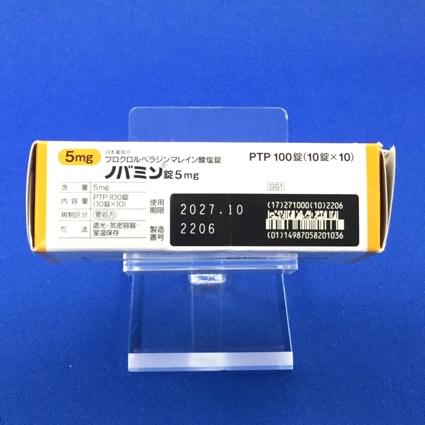 5mg
日本薬局方
プロクロルペラジンマレイン酸塩錠
PTP 100錠(10錠×10)
ノバミン錠5mg
含量 5mg
内容量 PTP 100錠
(10錠×10)
規制区分 要処方
貯法 遮光・気密容器・
室温保存
使用
期限 2027.10
製造
番号 2206
GS1
(17)271000(10)2206
(01)14987058201036